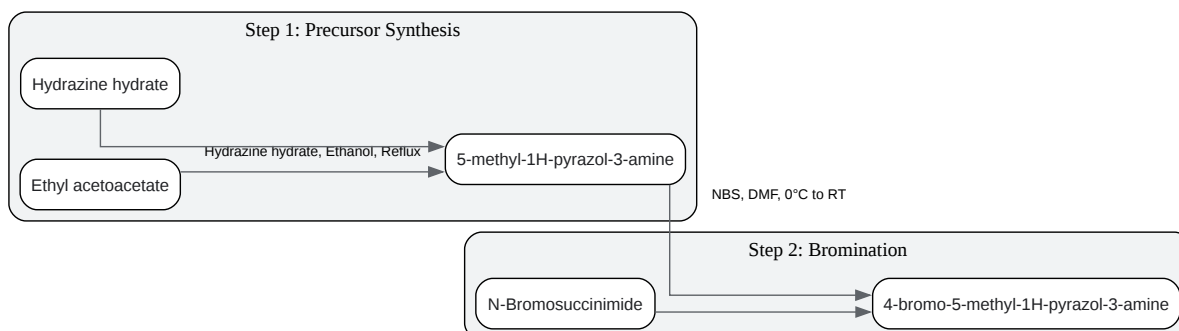 Step 1: Precursor Synthesis
Hydrazine hydrate
Hydrazine hydrate, Ethanol, Reflux
5-methyl-1H-pyrazol-3-amine
Ethyl acetoacetate
NBS, DMF, 0°C to RT
Step 2: Bromination
N-Bromosuccinimide
4-bromo-5-methyl-1H-pyrazol-3-amine